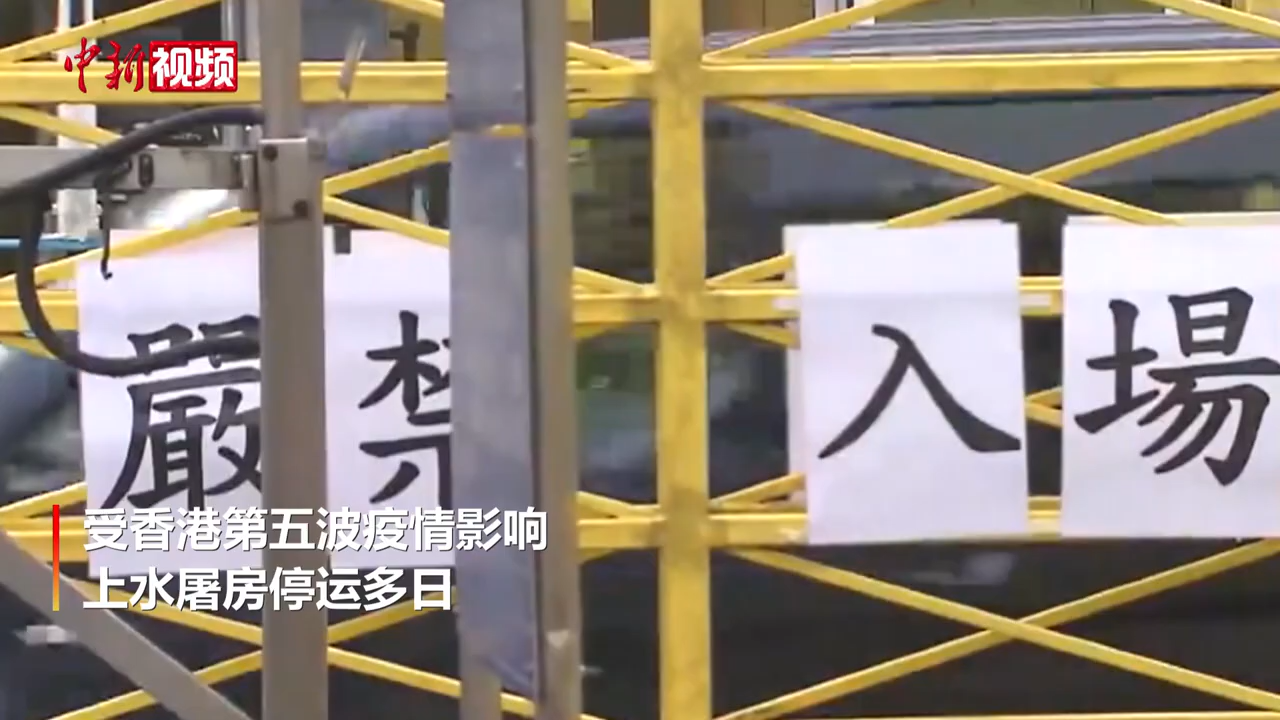 中新视频
嚴禁 入場
受香港第五波疫情影响
上水屠房停运多日